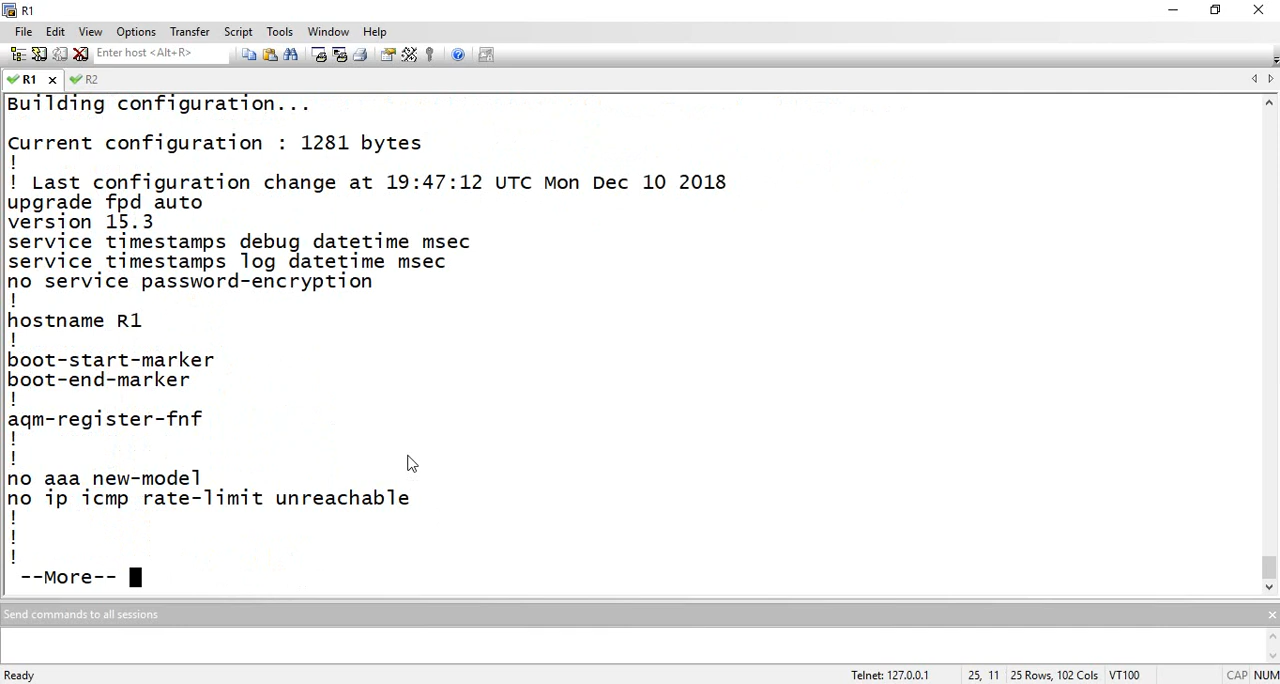 R1
File Edit View Options Transfer Script Tools Window Help
Enter host <Alt+R>
R1 R2
Building configuration...
Current configuration : 1281 bytes
!
! Last configuration change at 19:47:12 UTC Mon Dec 10 2018
upgrade fpd auto
version 15.3
service timestamps debug datetime msec
service timestamps log datetime msec
no service password-encryption
!
hostname R1
!
boot-start-marker
boot-end-marker
!
aqm-register-fnf
!
!
no aaa new-model
no ip icmp rate-limit unreachable
!
!
!
--More--
Send commands to all sessions
Ready Telnet: 127.0.0.1 25, 11 25 Rows, 102 Cols VT100 CAP NUM